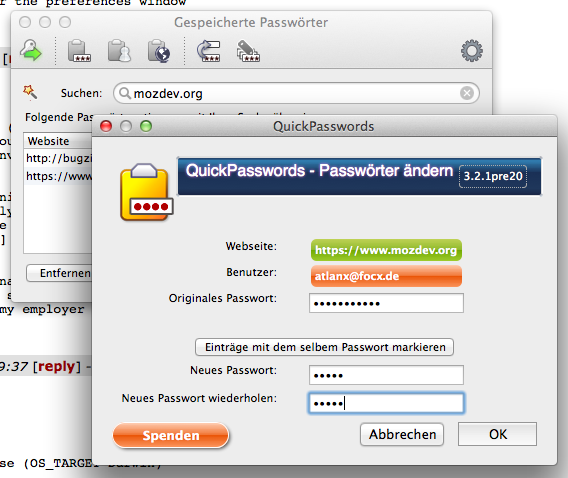 the preferences window
Gespeicherte Passwörter
Suchen:
mozdev.org
Folgende
Website
http://bugzi
https://www
Entfernen
my employer
9:37 [reply] -
se (OS_TARGET
QuickPasswords
QuickPasswords - Passwörter ändern
3.2.1pre20
Webseite:
https://www.mozdev.org
Benutzer:
atlanx@focx.de
Originales Passwort:
•••••••••••
Einträge mit dem selbem Passwort markieren
Neues Passwort:
•••••
Neues Passwort wiederholen:
•••••
Spenden
Abbrechen
OK